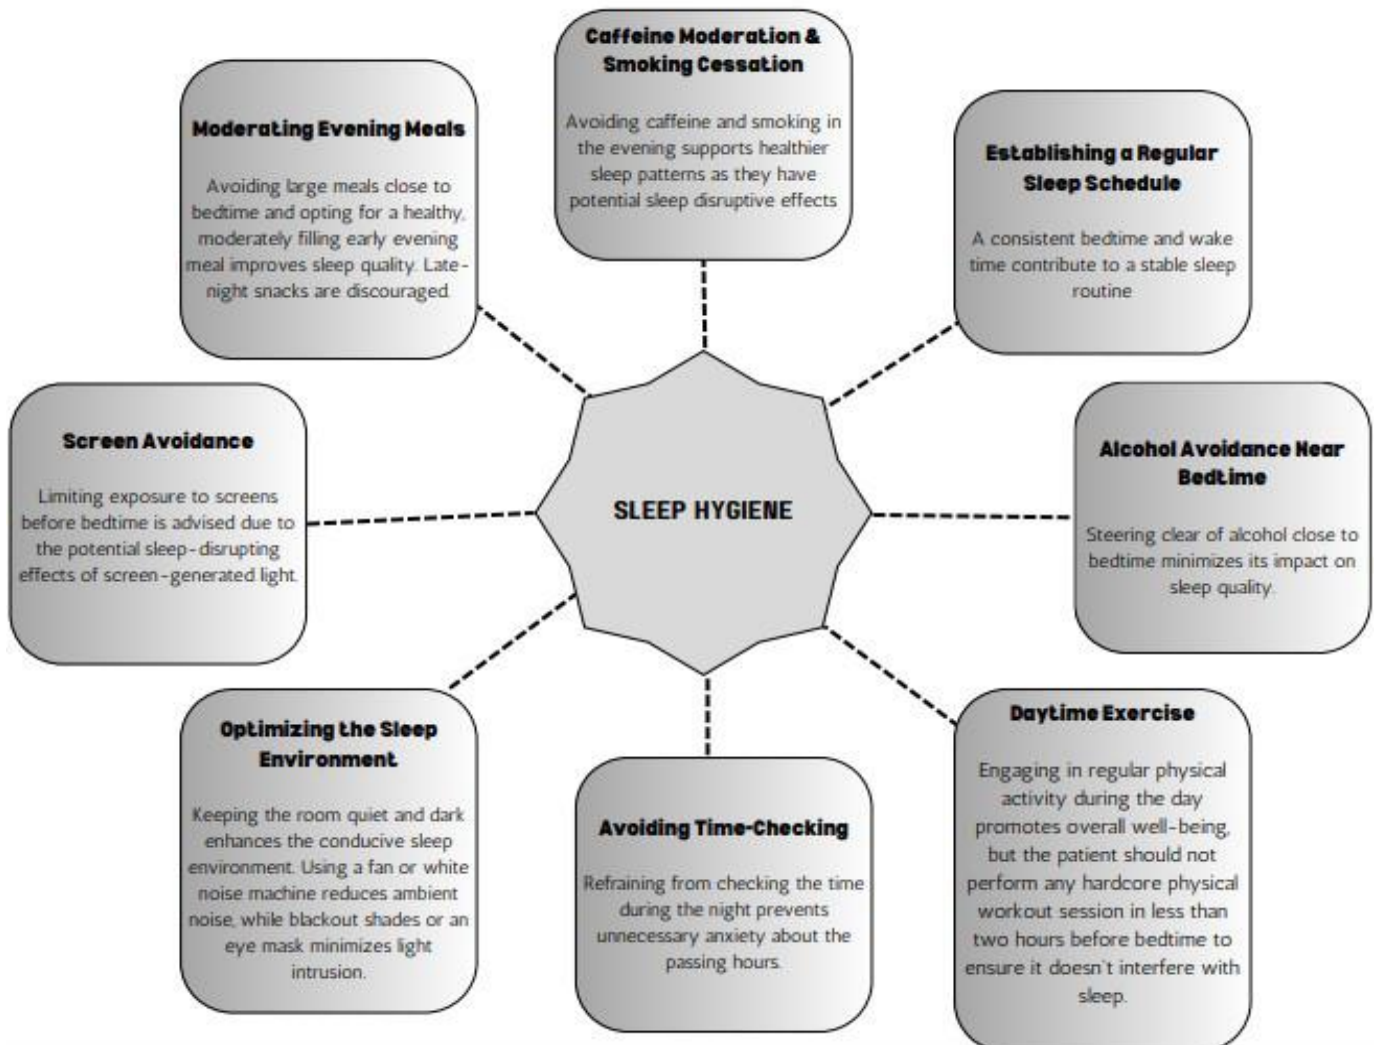 Caffeine Moderation &
Smoking Cessation
Avoiding caffeine and smoking in
the evening supports healthier
sleep patterns as they have
potential sleep disruptive effects
Moderating Evening Meals
Avoiding large meals close to
bedtime and opting for a healthy,
moderately filling early evening
meal improves sleep quality. Late-
night snacks are discouraged.
Establishing a Regular
Sleep Schedule
A consistent bedtime and wake
time contribute to a stable sleep
routine
Screen Avoidance
Limiting exposure to screens
before bedtime is advised due to
the potential sleep-disrupting
effects of screen-generated light.
SLEEP HYGIENE
Alcohol Avoidance Near
Bedtime
Steering clear of alcohol close to
bedtime minimizes its impact on
sleep quality.
Optimizing the Sleep
Environment
Keeping the room quiet and dark
enhances the conducive sleep
environment. Using a fan or white
noise machine reduces ambient
noise, while blackout shades or an
eye mask minimizes light
intrusion.
Avoiding Time-Checking
Refraining from checking the time
during the night prevents
unnecessary anxiety about the
passing hours.
Daytime Exercise
Engaging in regular physical
activity during the day
promotes overall well-being,
but the patient should not
perform any hardcore physical
workout session in less than
two hours before bedtime to
ensure it doesn't interfere with
sleep.